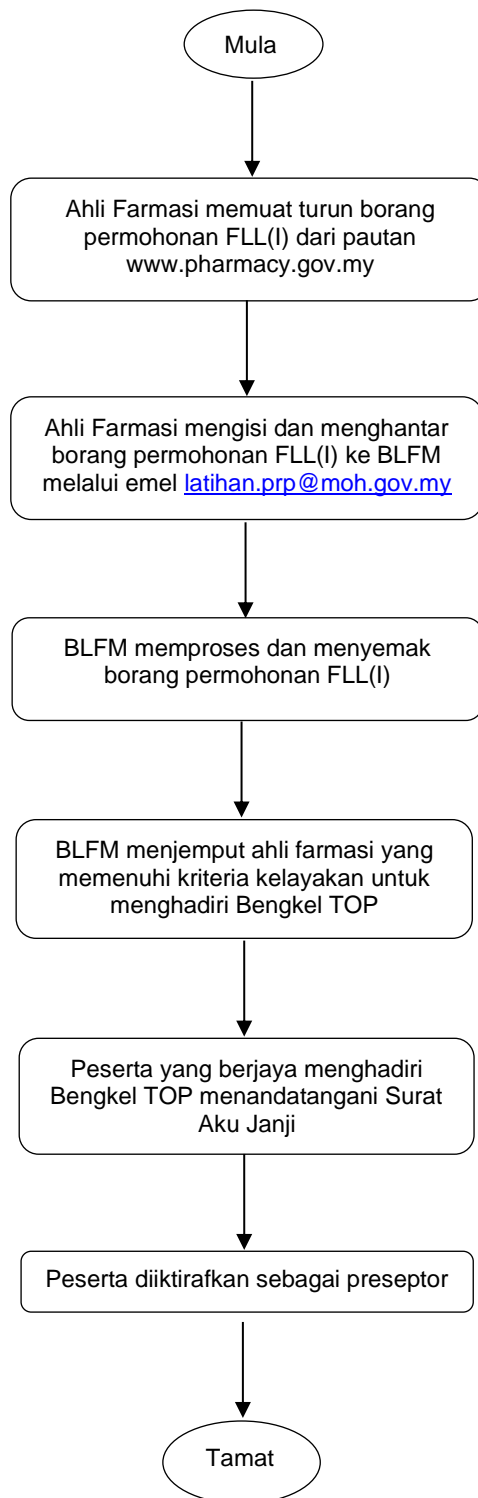 Mula
Ahli Farmasi memuat turun borang
permohonan FLL(I) dari pautan
www.pharmacy.gov.my
Ahli Farmasi mengisi dan menghantar
borang permohonan FLL(I) ke BLFM
melalui emel latihan.prp@moh.gov.my
BLFM memproses dan menyemak
borang permohonan FLL(I)
BLFM menjemput ahli farmasi yang
memenuhi kriteria kelayakan untuk
menghadiri Bengkel TOP
Peserta yang berjaya menghadiri
Bengkel TOP menandatangani Surat
Aku Janji
Peserta diiktirafkan sebagai preseptor
Tamat